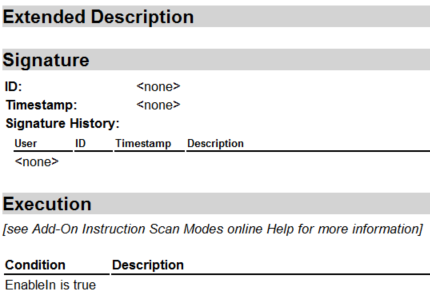 Extended Description
Signature
ID: <none>
Timestamp: <none>
Signature History:
User ID Timestamp Description
<none>
Execution
[see Add-On Instruction Scan Modes online Help for more information]
Condition Description
EnableIn is true